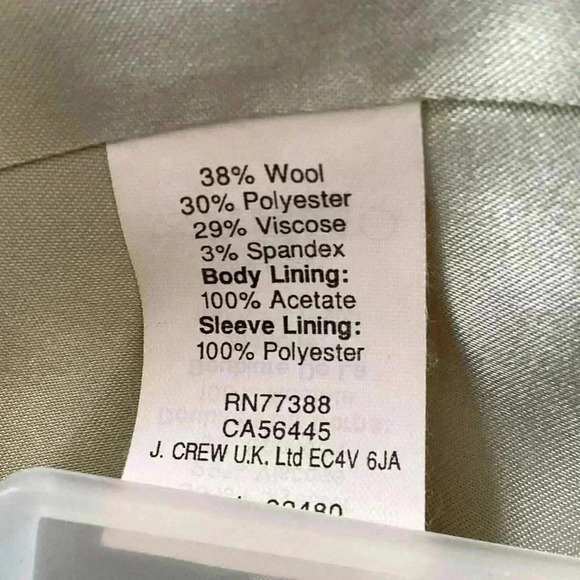 38% Wool
30% Polyester
29% Viscose
3% Spandex
Body Lining:
100% Acetate
Sleeve Lining:
100% Polyester
RN77388
CA56445
J. CREW U.K. Ltd EC4V 6JA